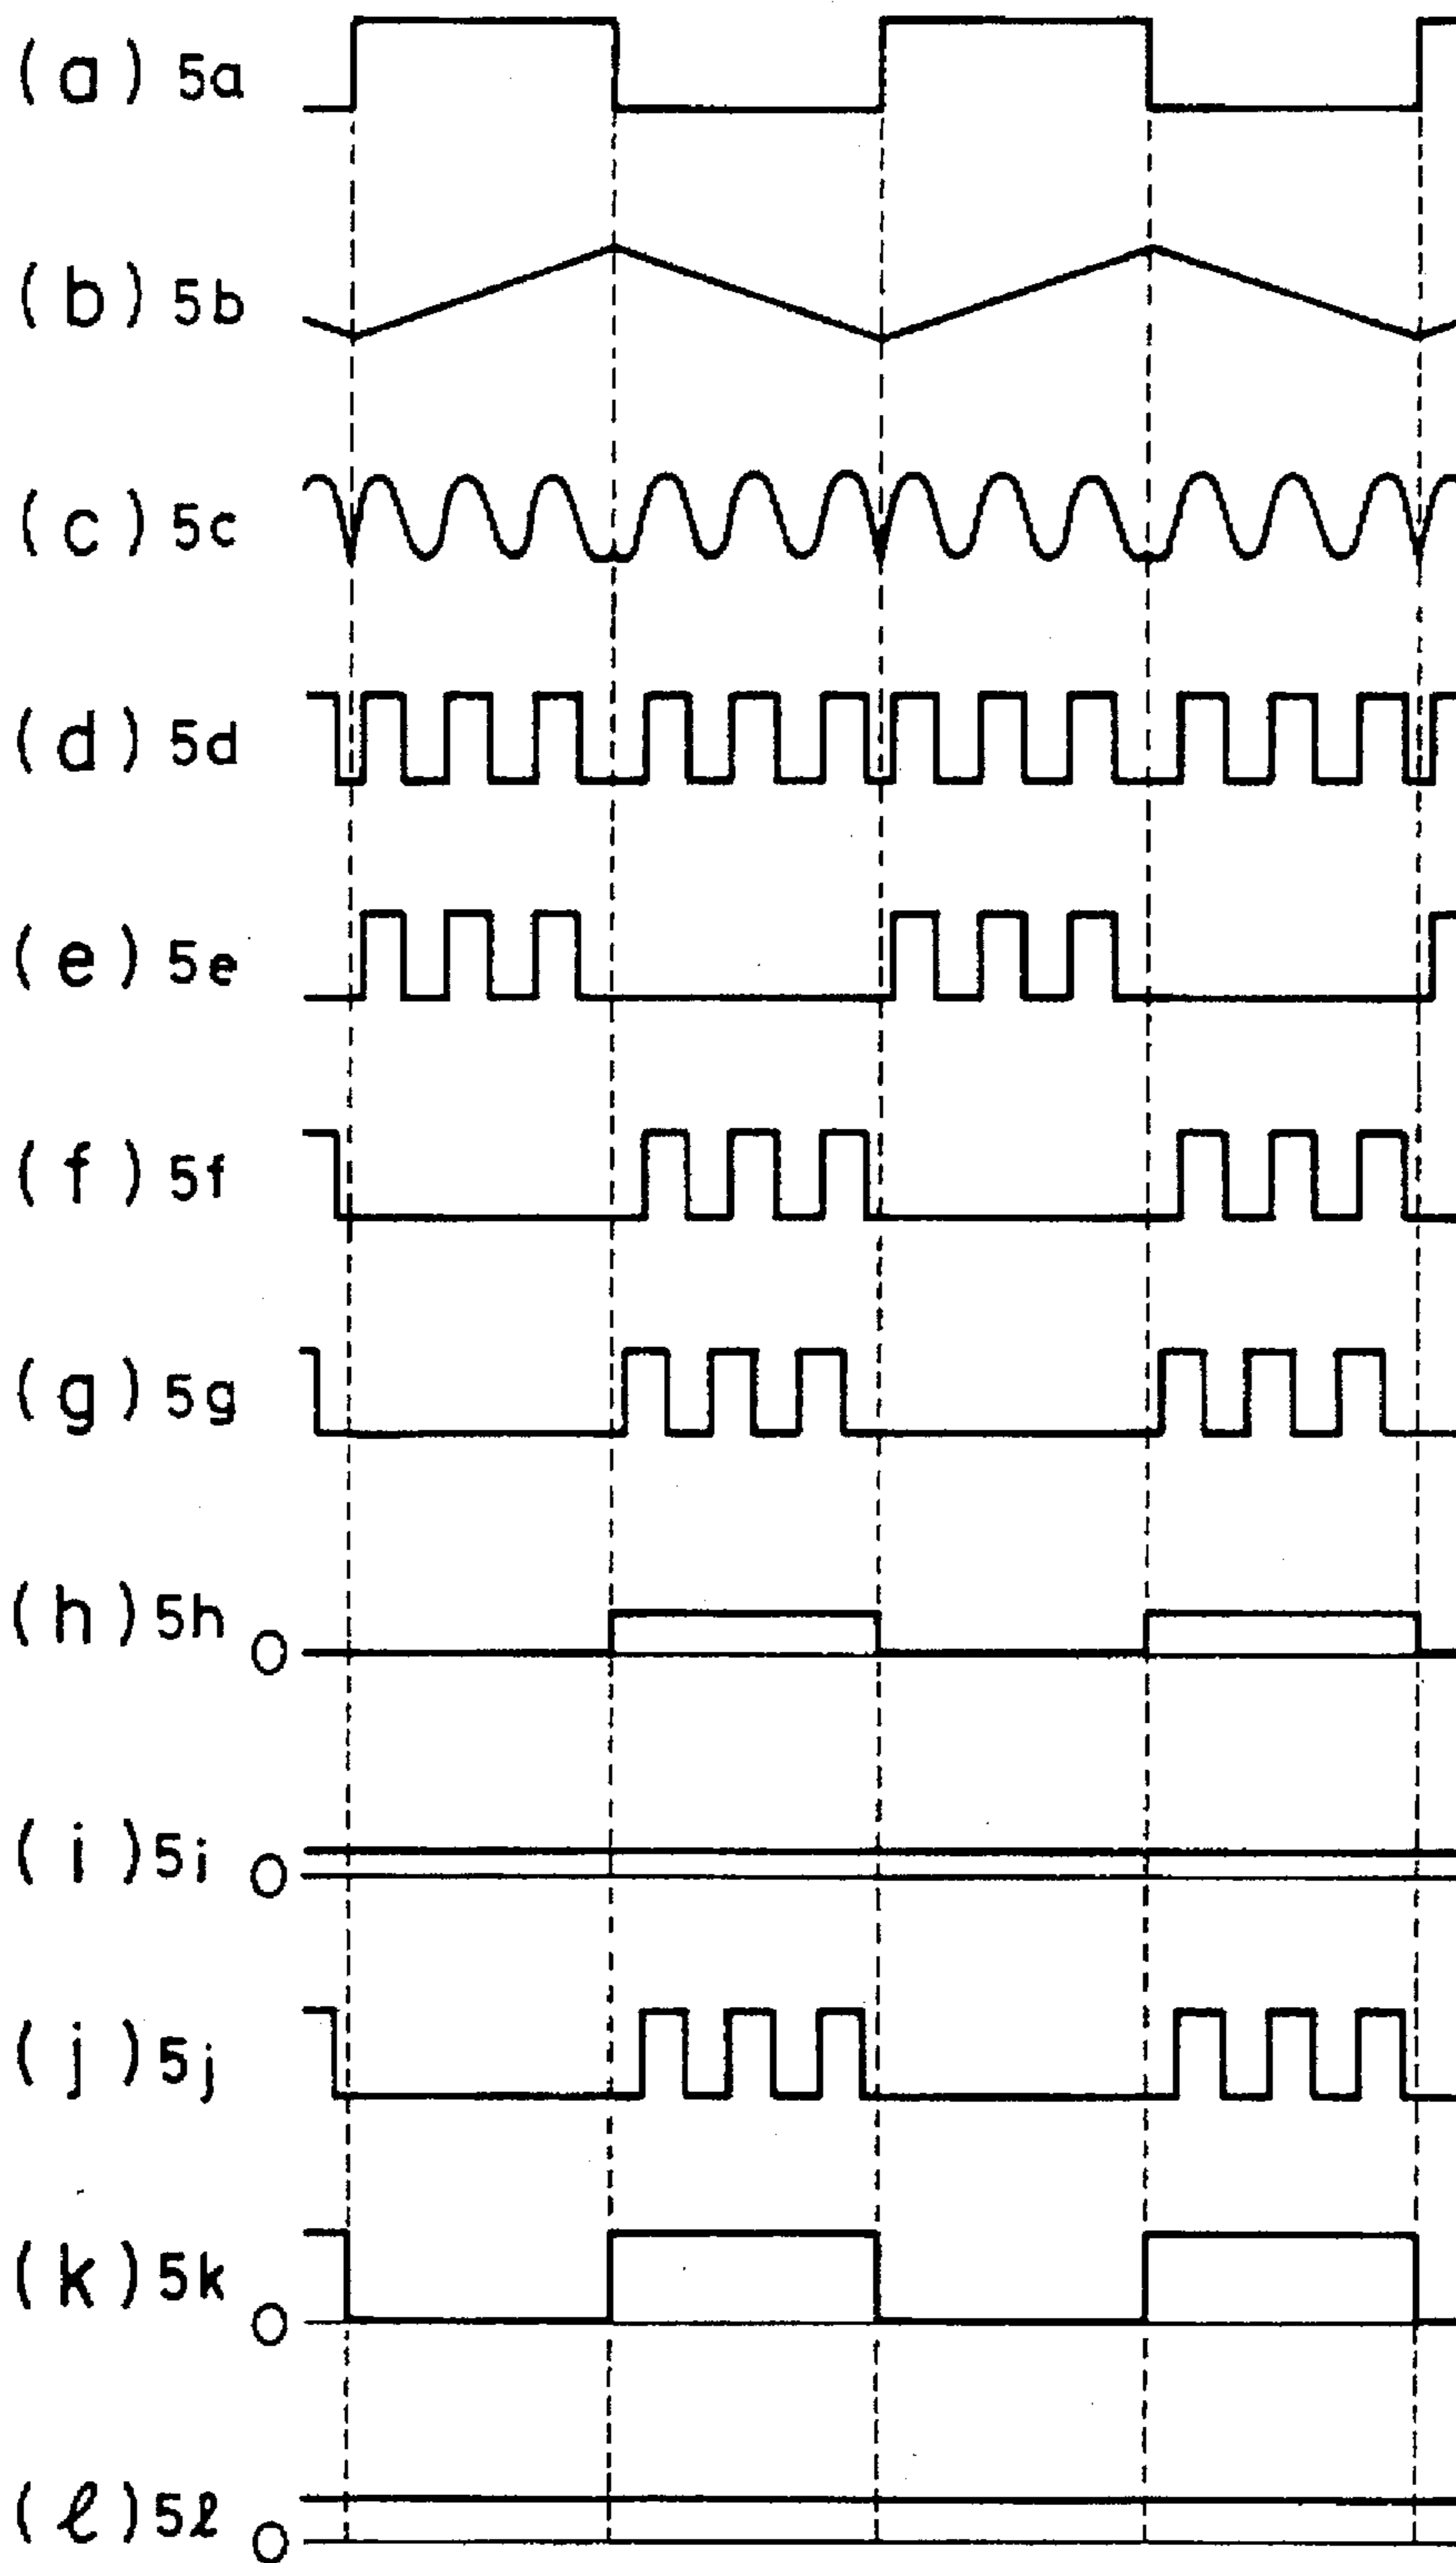 (a) 5a
(b) 5b
(c) 5c
(d) 5d
(e) 5e
(f) 5f
(g) 5g
(h) 5h
O
(i) 5i
O
(j) 5j
(k) 5k
O
(ℓ) 5ℓ
O